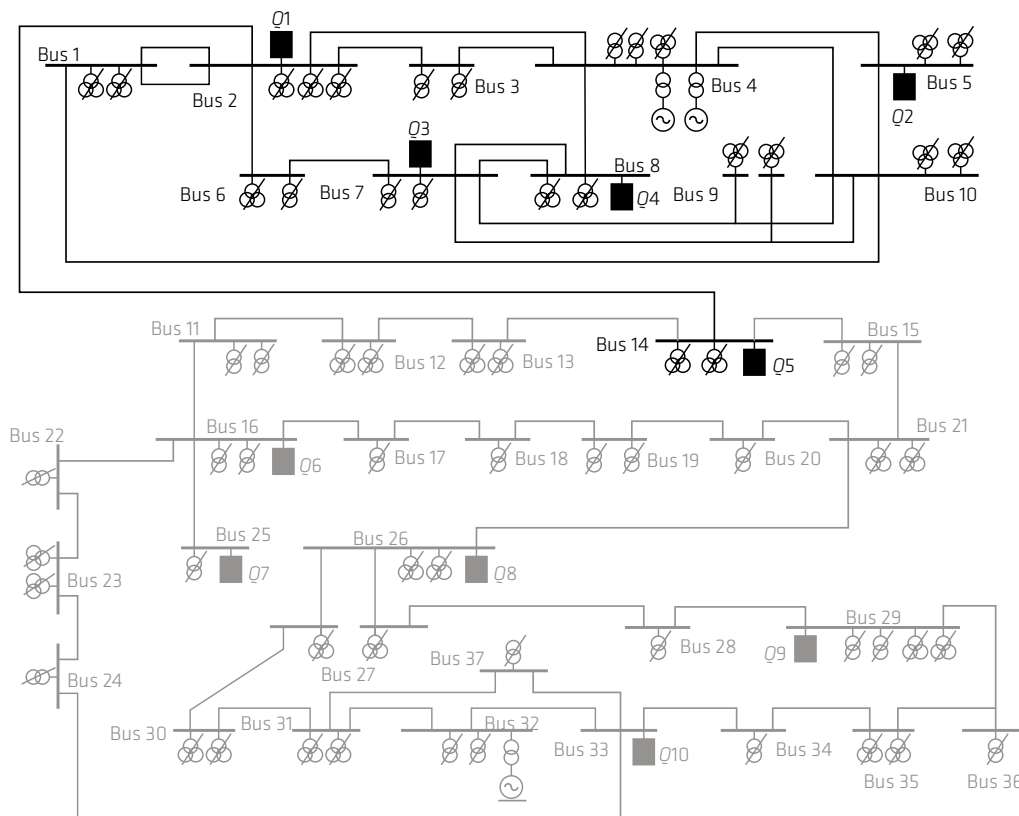 Q1
Bus 1
Bus 2
Bus 3
Bus 4
Bus 5
Q2
Q3
Bus 6
Bus 7
Bus 8
Q4
Bus 9
Bus 10
Bus 11
Bus 12
Bus 13
Bus 14
Q5
Bus 15
Bus 16
Q6
Bus 17
Bus 18
Bus 19
Bus 20
Bus 21
Bus 22
Bus 23
Bus 24
Bus 25
Q7
Bus 26
Q8
Bus 27
Bus 28
Bus 29
Q9
Bus 37
Bus 30
Bus 31
Bus 32
Bus 33
Q10
Bus 34
Bus 35
Bus 36